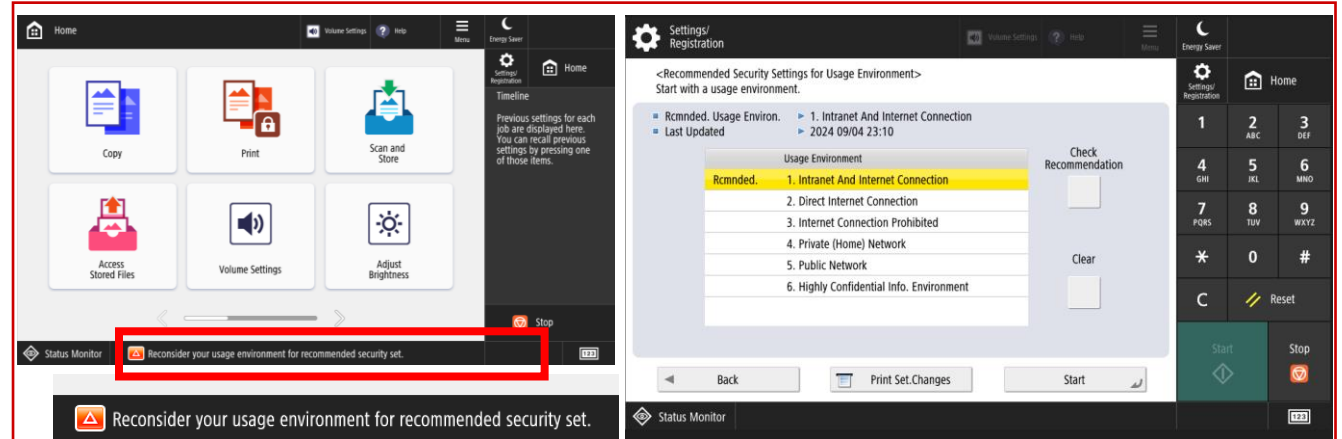 Home
Volume Settings
Help
Menu
Energy Saver
Settings/
Registration
Home
Copy
Print
Scan and
Store
Access
Stored Files
Volume Settings
Adjust
Brightness
Timeline
Previous settings for each
job are displayed here.
You can recall previous
settings by pressing one
of those items.
Stop
Status Monitor
Reconsider your usage environment for recommended security set.
123
Reconsider your usage environment for recommended security set.
Settings/
Registration
Volume Settings
Help
Menu
Energy Saver
<Recommended Security Settings for Usage Environment>
Start with a usage environment.
Rcmnded. Usage Environ. 1. Intranet And Internet Connection
Last Updated 2024 09/04 23:10
Usage Environment
Rcmnded. 1. Intranet And Internet Connection
2. Direct Internet Connection
3. Internet Connection Prohibited
4. Private (Home) Network
5. Public Network
6. Highly Confidential Info. Environment
Check
Recommendation
Clear
Back
Print Set.Changes
Start
Status Monitor
Settings/
Registration
Home
1 2 3
ABC DEF
4 5 6
GHI JKL MNO
7 8 9
PQRS TUV WXYZ
* 0 #
C Reset
Start
Stop
123